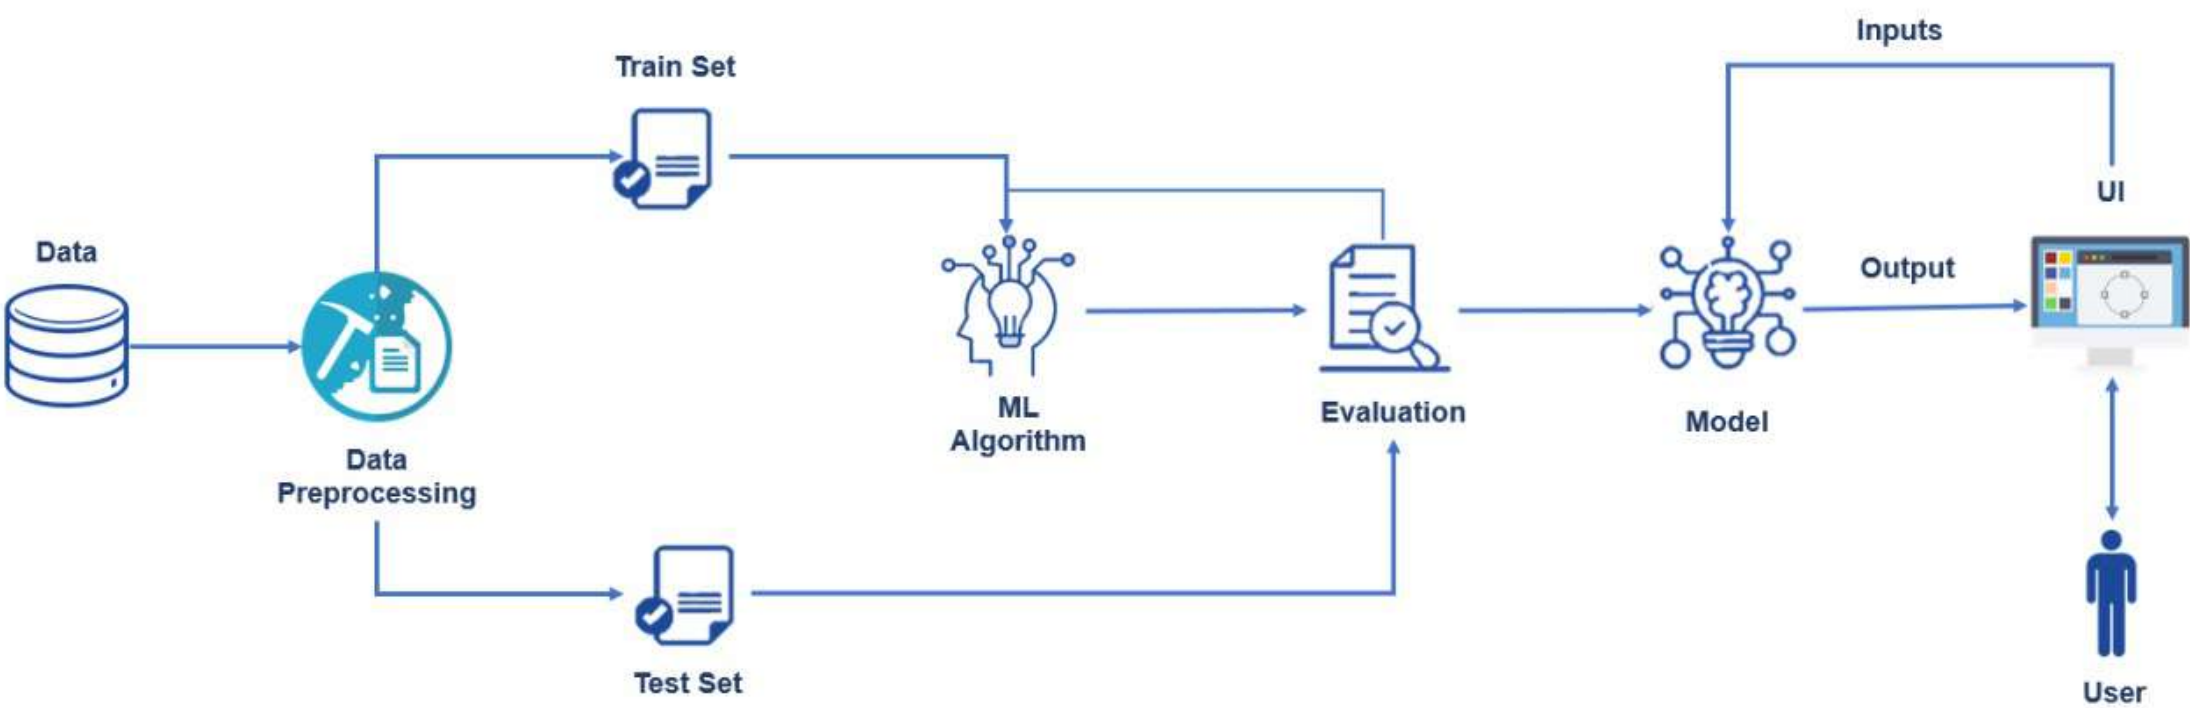 Inputs
Train Set
UI
Data
Output
ML
Algorithm
Evaluation
Model
Data
Preprocessing
Test Set
User